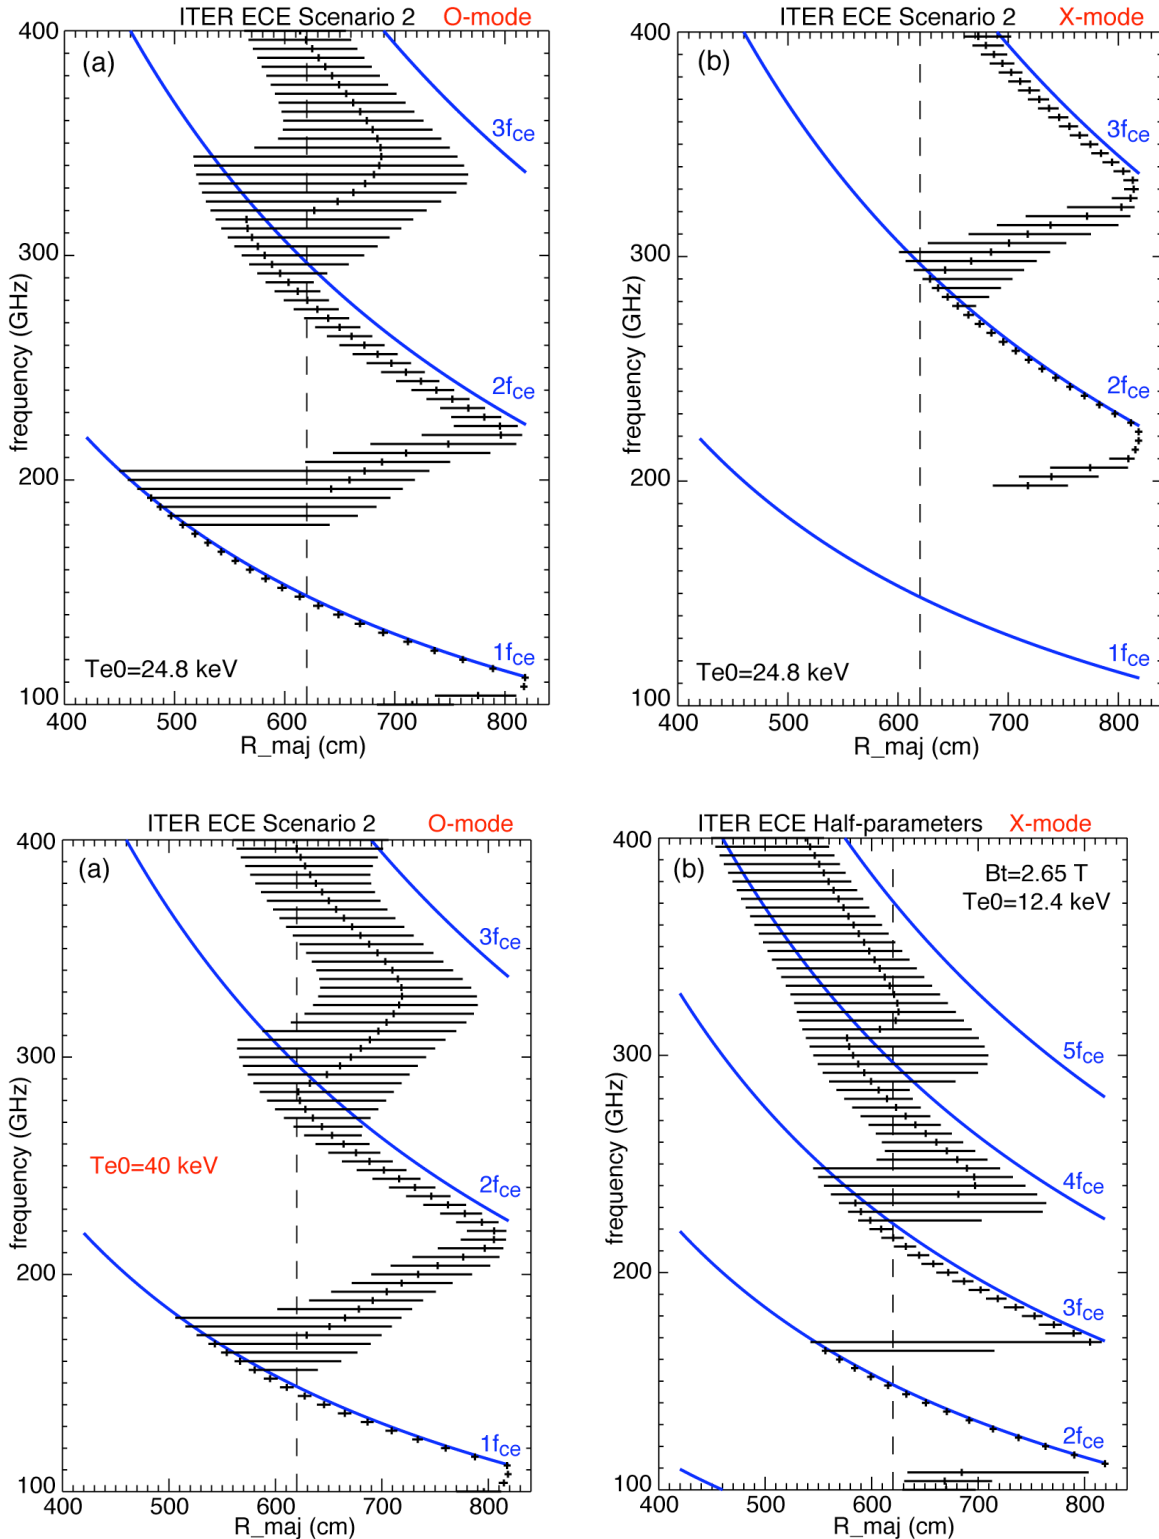 ITER ECE Scenario 2 O-mode
(a)
400
300
200
100
frequency (GHz)
3fce
2fce
1fce
Te0=24.8 keV
400 500 600 700 800
R_maj (cm)
ITER ECE Scenario 2 X-mode
(b)
400
300
200
100
frequency (GHz)
3fce
2fce
1fce
Te0=24.8 keV
400 500 600 700 800
R_maj (cm)
ITER ECE Scenario 2 O-mode
(a)
400
300
200
100
frequency (GHz)
3fce
Te0=40 keV
2fce
1fce
400 500 600 700 800
R_maj (cm)
ITER ECE Half-parameters X-mode
(b)
Bt=2.65 T
Te0=12.4 keV
400
300
200
100
frequency (GHz)
5fce
4fce
3fce
2fce
400 500 600 700 800
R_maj (cm)